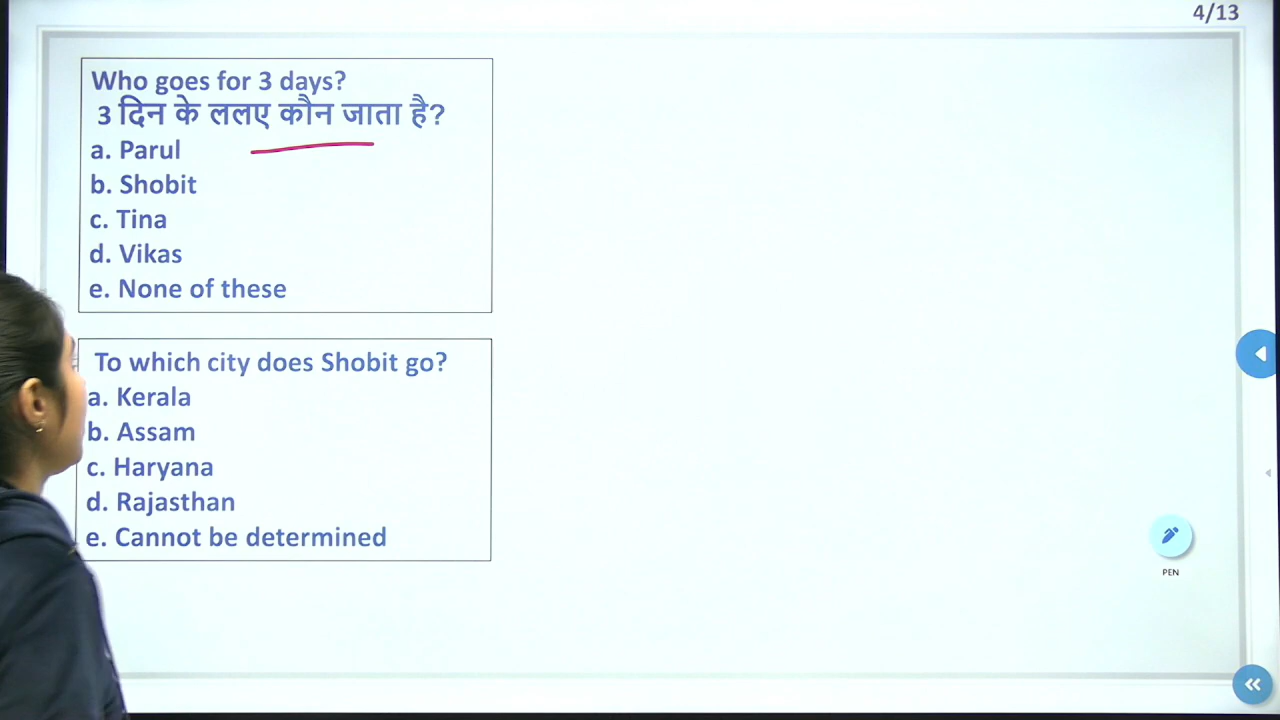 4/13
Who goes for 3 days?
3 दिन के ललए कौन जाता है?
a. Parul
b. Shobit
c. Tina
d. Vikas
e. None of these
To which city does Shobit go?
a. Kerala
b. Assam
c. Haryana
d. Rajasthan
e. Cannot be determined
PEN